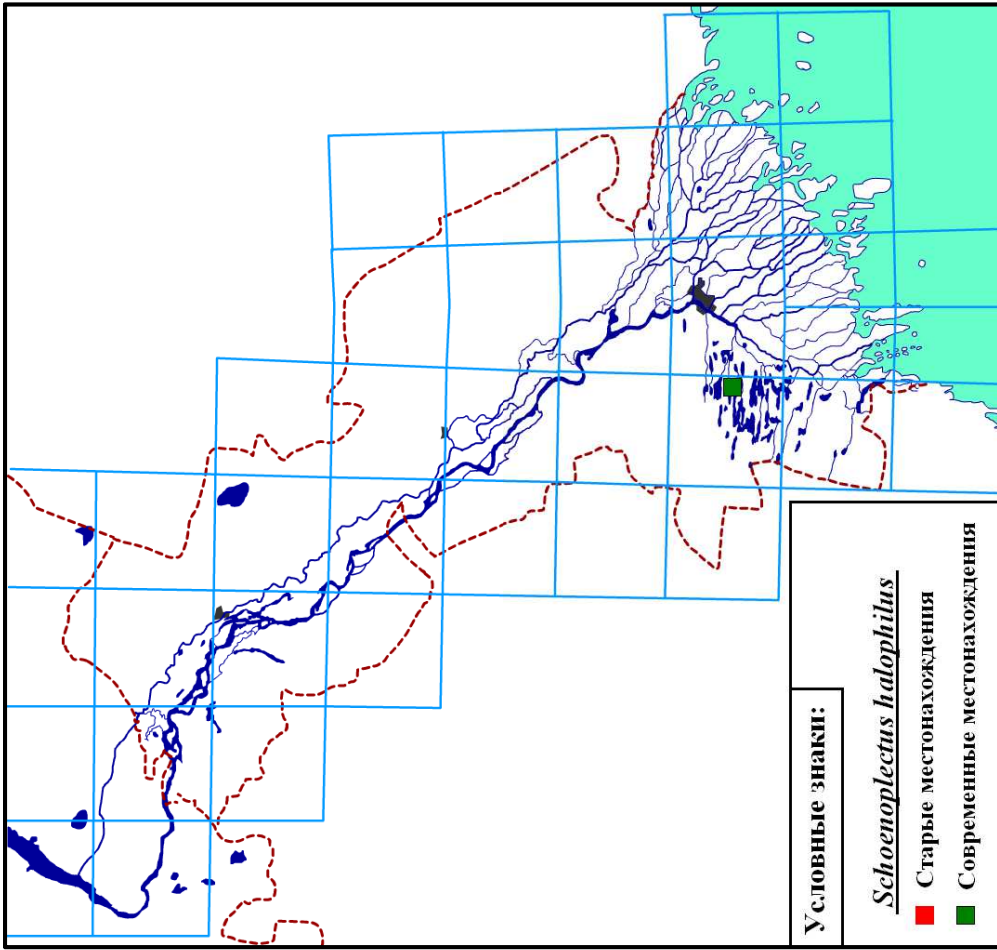 Условные знаки:
Schoenoplectus halophilus
Старые местонахождения
Современные местонахождения